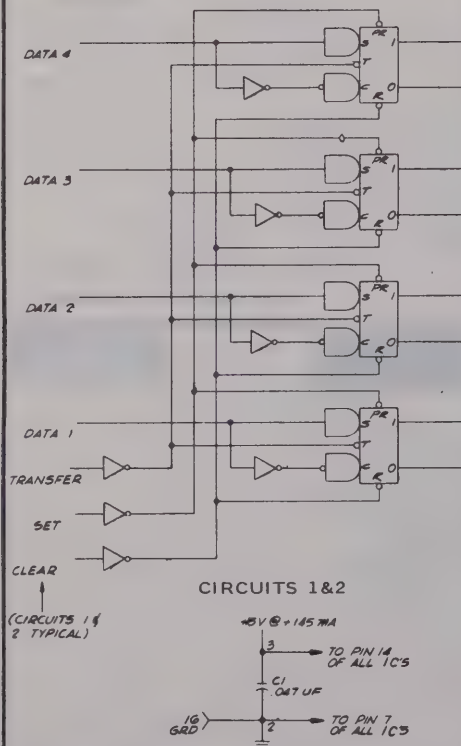 PR
DATA 4
S
1
T
C
0
R
PR
DATA 3
S
1
T
C
0
R
PR
DATA 2
S
1
T
C
0
R
PR
DATA 1
S
1
T
C
0
R
TRANSFER
SET
CLEAR
(CIRCUITS 1 &
2 TYPICAL)
CIRCUITS 1&2
+5V @ +145 MA
3
TO PIN 14
OF ALL IC'S
C1
.047 UF
16
GRD
2
TO PIN 7
OF ALL IC'S